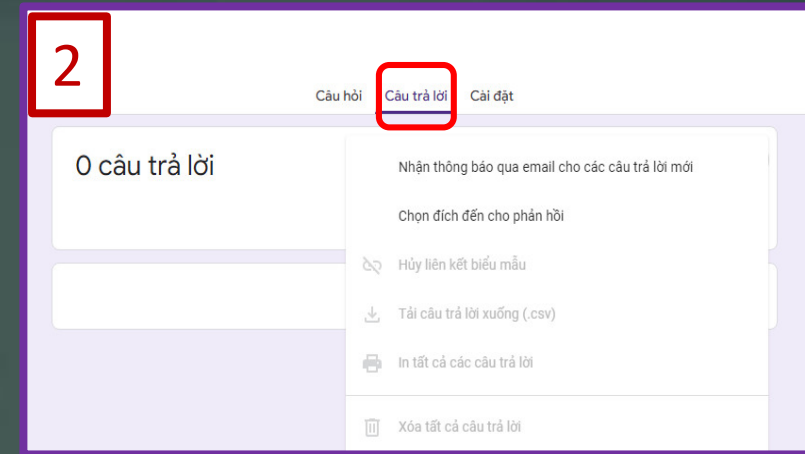 2
Câu hỏi Câu trả lời Cài đặt
0 câu trả lời
Nhận thông báo qua email cho các câu trả lời mới
Chọn đích đến cho phản hồi
Hủy liên kết biểu mẫu
Tải câu trả lời xuống (.csv)
In tất cả các câu trả lời
Xóa tất cả câu trả lời